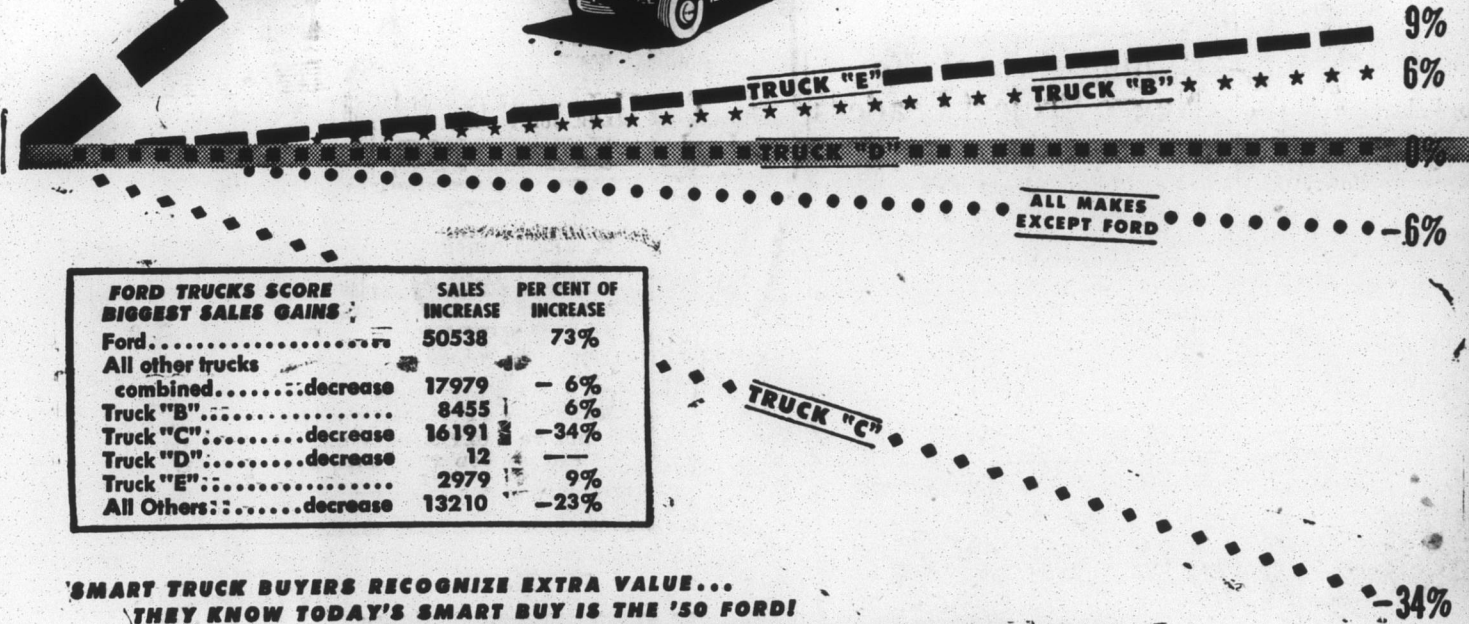 9%
TRUCK "E"
TRUCK "B"
6%
TRUCK "D"
0%
ALL MAKES
EXCEPT FORD
-6%
FORD TRUCKS SCORE
BIGGEST SALES GAINS
SALES
INCREASE
PER CENT OF
INCREASE
Ford.................... 50538 73%
All other trucks
combined........decrease 17979 — 6%
Truck "B"................. 8455 6%
Truck "C"..........decrease 16191 —34%
Truck "D"..........decrease 12 ——
Truck "E"................. 2979 9%
All Others.........decrease 13210 —23%
TRUCK "C"
-34%
SMART TRUCK BUYERS RECOGNIZE EXTRA VALUE...
THEY KNOW TODAY'S SMART BUY IS THE '50 FORD!